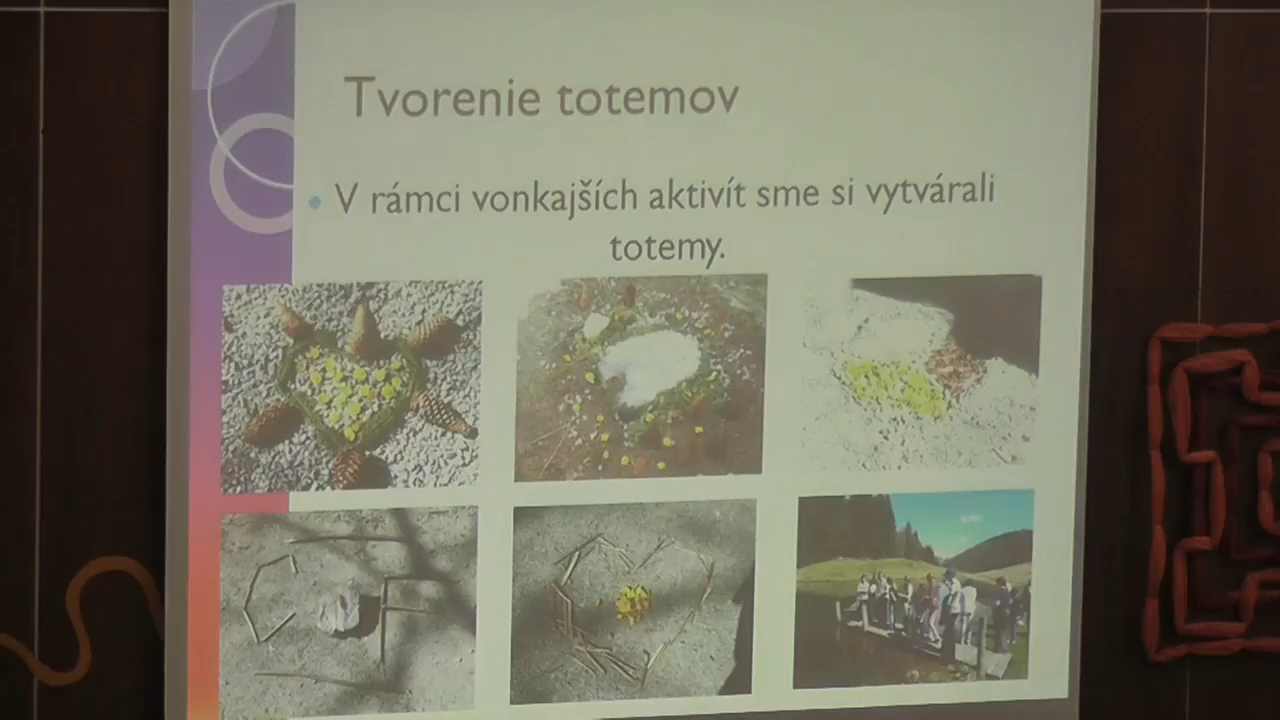 Tvorenie totemov
V rámci vonkajších aktivít sme si vytvárali
totemy.